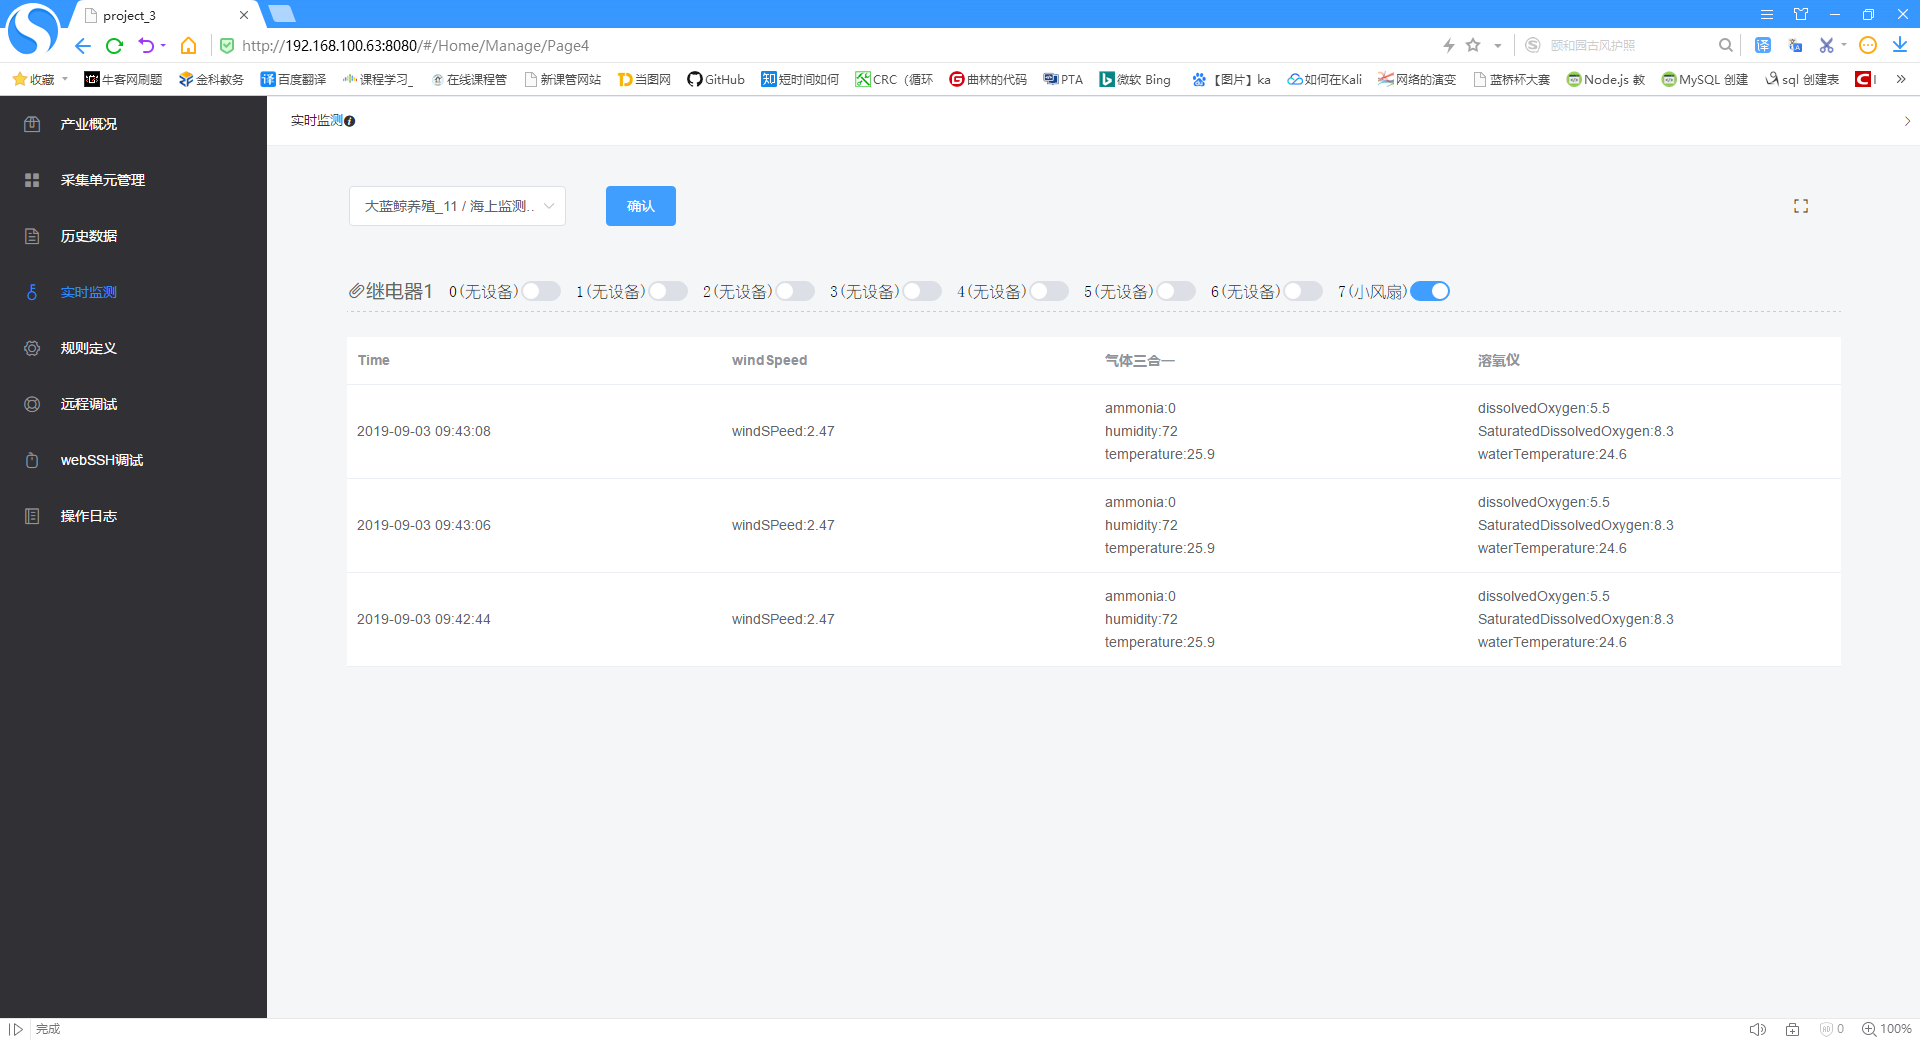 project_3
http://192.168.100.63:8080/#/Home/Manage/Page4
颐和园古风护照
收藏 牛客网刷题 金科教务 百度翻译 课程学习_ 在线课程管 新课管网站 当图网 GitHub 短时间如何 CRC（循环 曲林的代码 PTA 微软 Bing 【图片】ka 如何在Kali 网络的演变 蓝桥杯大赛 Node.js 教 MySQL 创建 sql 创建表
产业概况
采集单元管理
历史数据
实时监测
规则定义
远程调试
webSSH调试
操作日志
实时监测
大蓝鲸养殖_11 / 海上监测..
确认
继电器1 0(无设备) 1(无设备) 2(无设备) 3(无设备) 4(无设备) 5(无设备) 6(无设备) 7(小风扇)
Time windSpeed 气体三合一 溶氧仪
2019-09-03 09:43:08 windSPeed:2.47
ammonia:0
humidity:72
temperature:25.9
dissolvedOxygen:5.5
SaturatedDissolvedOxygen:8.3
waterTemperature:24.6
2019-09-03 09:43:06 windSPeed:2.47
ammonia:0
humidity:72
temperature:25.9
dissolvedOxygen:5.5
SaturatedDissolvedOxygen:8.3
waterTemperature:24.6
2019-09-03 09:42:44 windSPeed:2.47
ammonia:0
humidity:72
temperature:25.9
dissolvedOxygen:5.5
SaturatedDissolvedOxygen:8.3
waterTemperature:24.6
完成
0
100%